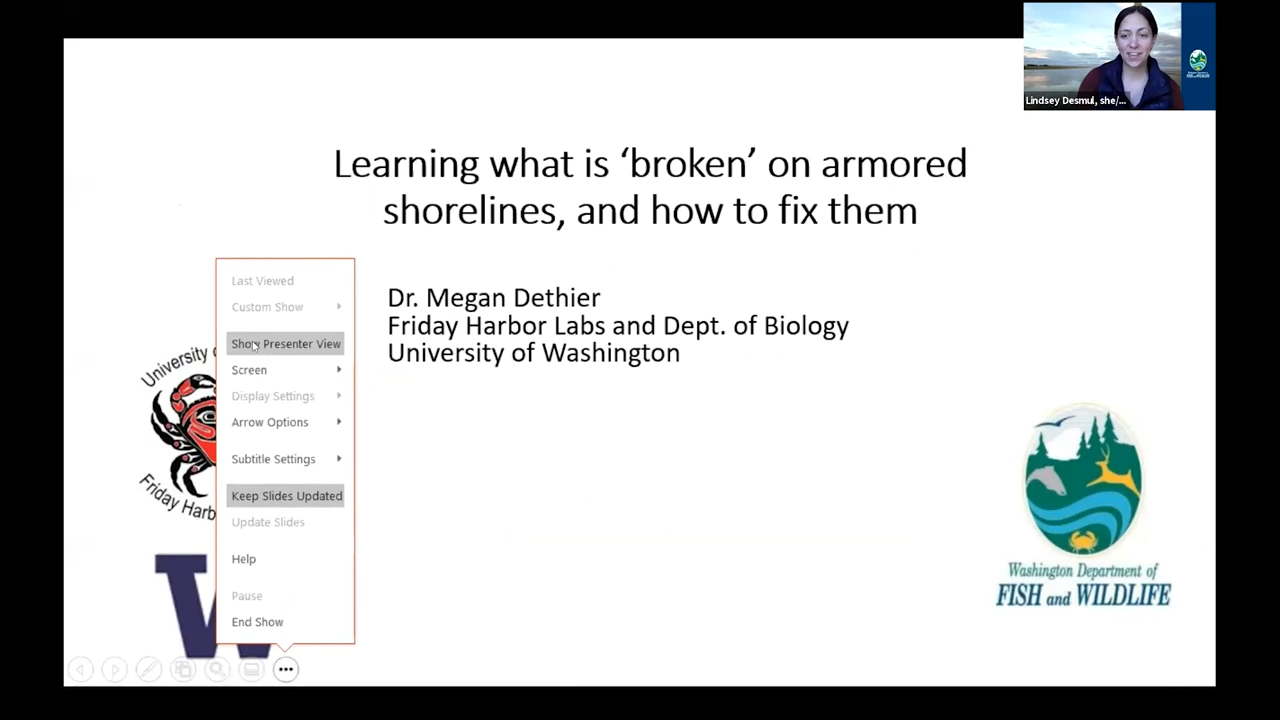 Lindsey Desmul, she/...
Learning what is ‘broken’ on armored
shorelines, and how to fix them
Dr. Megan Dethier
Friday Harbor Labs and Dept. of Biology
University of Washington
Last Viewed
Custom Show
Show Presenter View
Screen
Display Settings
Arrow Options
Subtitle Settings
Keep Slides Updated
Update Slides
Help
Pause
End Show
University
Friday Harb
W
Washington Department of
FISH and WILDLIFE